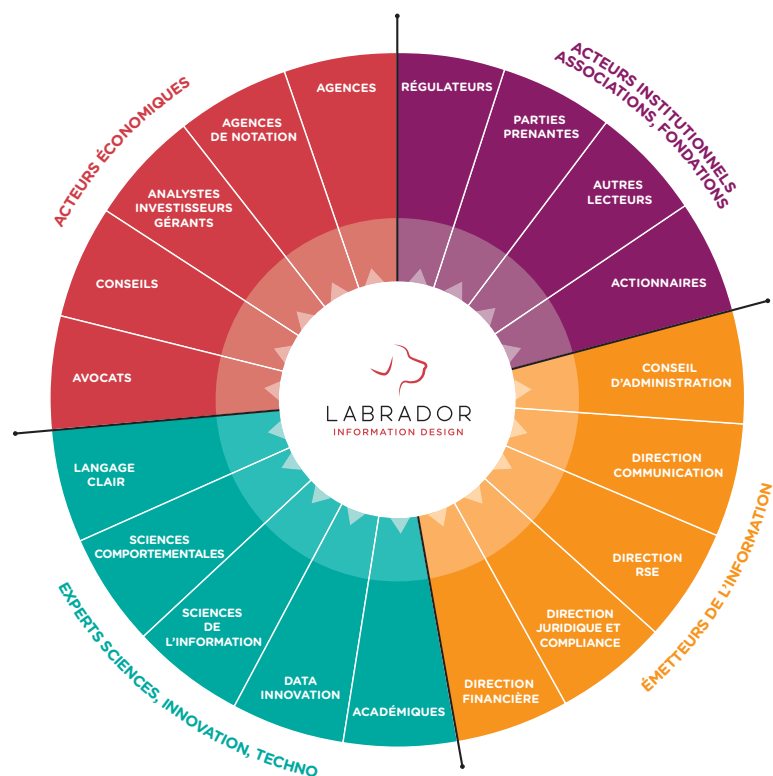 ACTEURS ÉCONOMIQUES
AGENCES
AGENCES
DE NOTATION
ANALYSTES
INVESTISSEURS
GÉRANTS
CONSEILS
AVOCATS
ACTEURS INSTITUTIONNELS
ASSOCIATIONS, FONDATIONS
RÉGULATEURS
PARTIES
PRENANTES
AUTRES
LECTEURS
ACTIONNAIRES
LABRADOR
INFORMATION DESIGN
ÉMETTEURS DE L'INFORMATION
CONSEIL
D'ADMINISTRATION
DIRECTION
COMMUNICATION
DIRECTION
RSE
DIRECTION
JURIDIQUE ET
COMPLIANCE
DIRECTION
FINANCIÈRE
EXPERTS SCIENCES, INNOVATION, TECHNO
LANGAGE
CLAIR
SCIENCES
COMPORTEMENTALES
SCIENCES
DE
L'INFORMATION
DATA
INNOVATION
ACADÉMIQUES